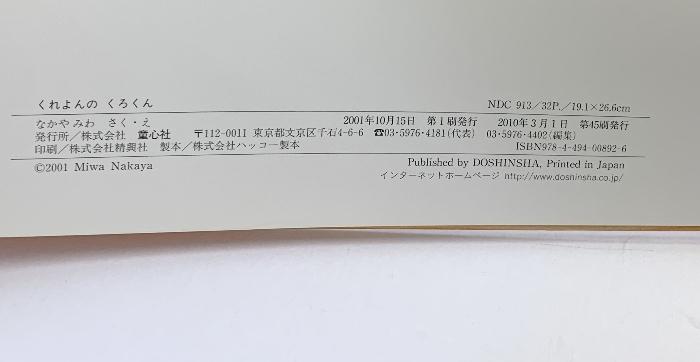 くれよんの くろくん NDC 913/32P./19.1×26.6cm
なかや みわ さく・え 2001年10月15日 第1刷発行 2010年3月1日 第45刷発行
発行所/株式会社 童心社 〒112-0011 東京都文京区千石4-6-6 ☎03・5976・4181(代表) 03・5976・4402(編集)
印刷/株式会社精興社 製本/株式会社ハッコー製本 ISBN978-4-494-00892-6
©2001 Miwa Nakaya Published by DOSHINSHA, Printed in Japan
インターネットホームページ http://www.doshinsha.co.jp/